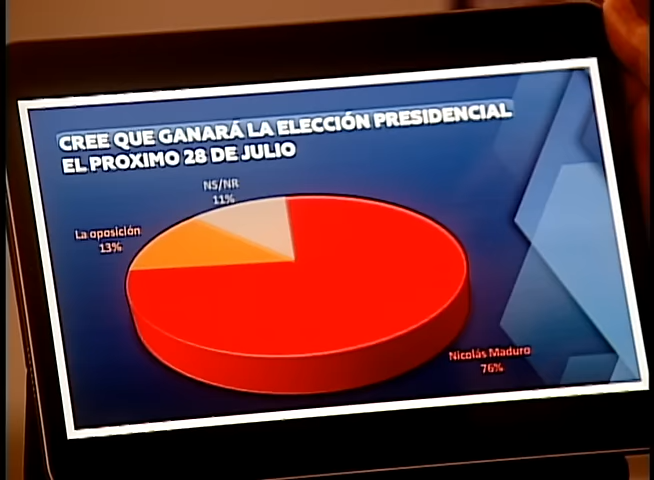 CREE QUE GANARÁ LA ELECCIÓN PRESIDENCIAL
EL PROXIMO 28 DE JULIO
NS/NR
11%
La oposición
13%
Nicolás Maduro
76%